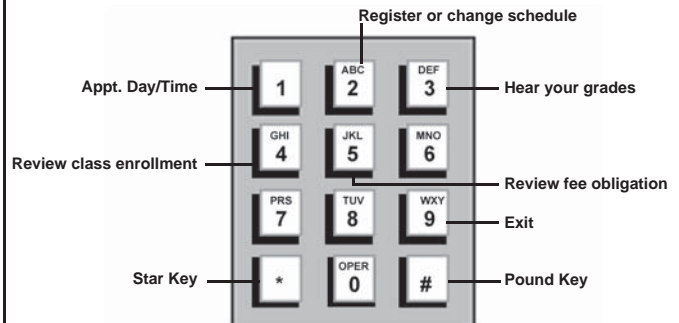 Register or change schedule
Appt. Day/Time
1
ABC
2
DEF
3
Hear your grades
Review class enrollment
GHI
4
JKL
5
MNO
6
Review fee obligation
PRS
7
TUV
8
WXY
9
Exit
Star Key
*
OPER
0
#
Pound Key